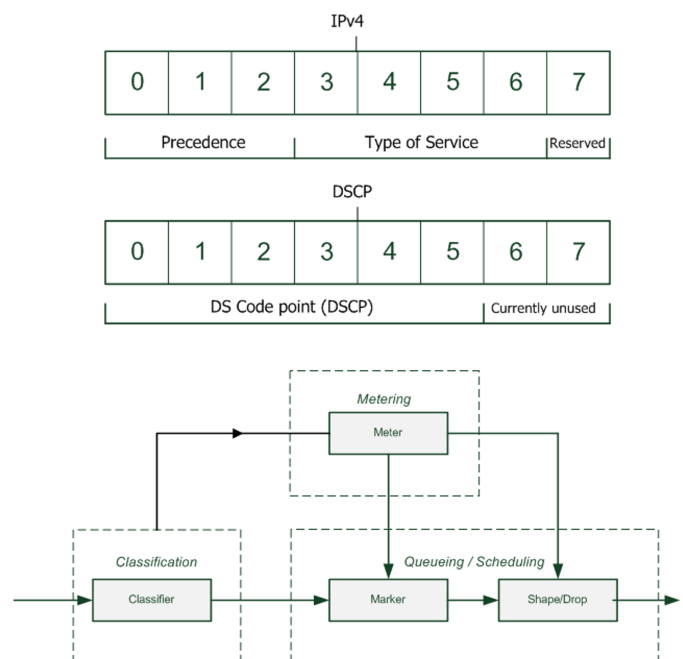 IPv4
0 1 2 3 4 5 6 7
Precedence Type of Service Reserved
DSCP
0 1 2 3 4 5 6 7
DS Code point (DSCP) Currently unused
Metering
Meter
Classification Queueing / Scheduling
Classifier Marker Shape/Drop